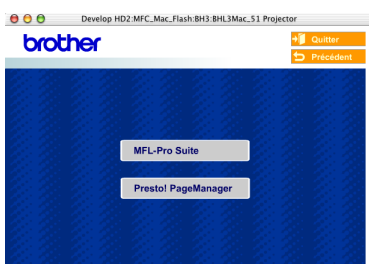 Develop HD2:MFC_Mac_Flash:BH3:BHL3Mac_51 Projector
brother
Quitter
Précédent
MFL-Pro Suite
Presto! PageManager